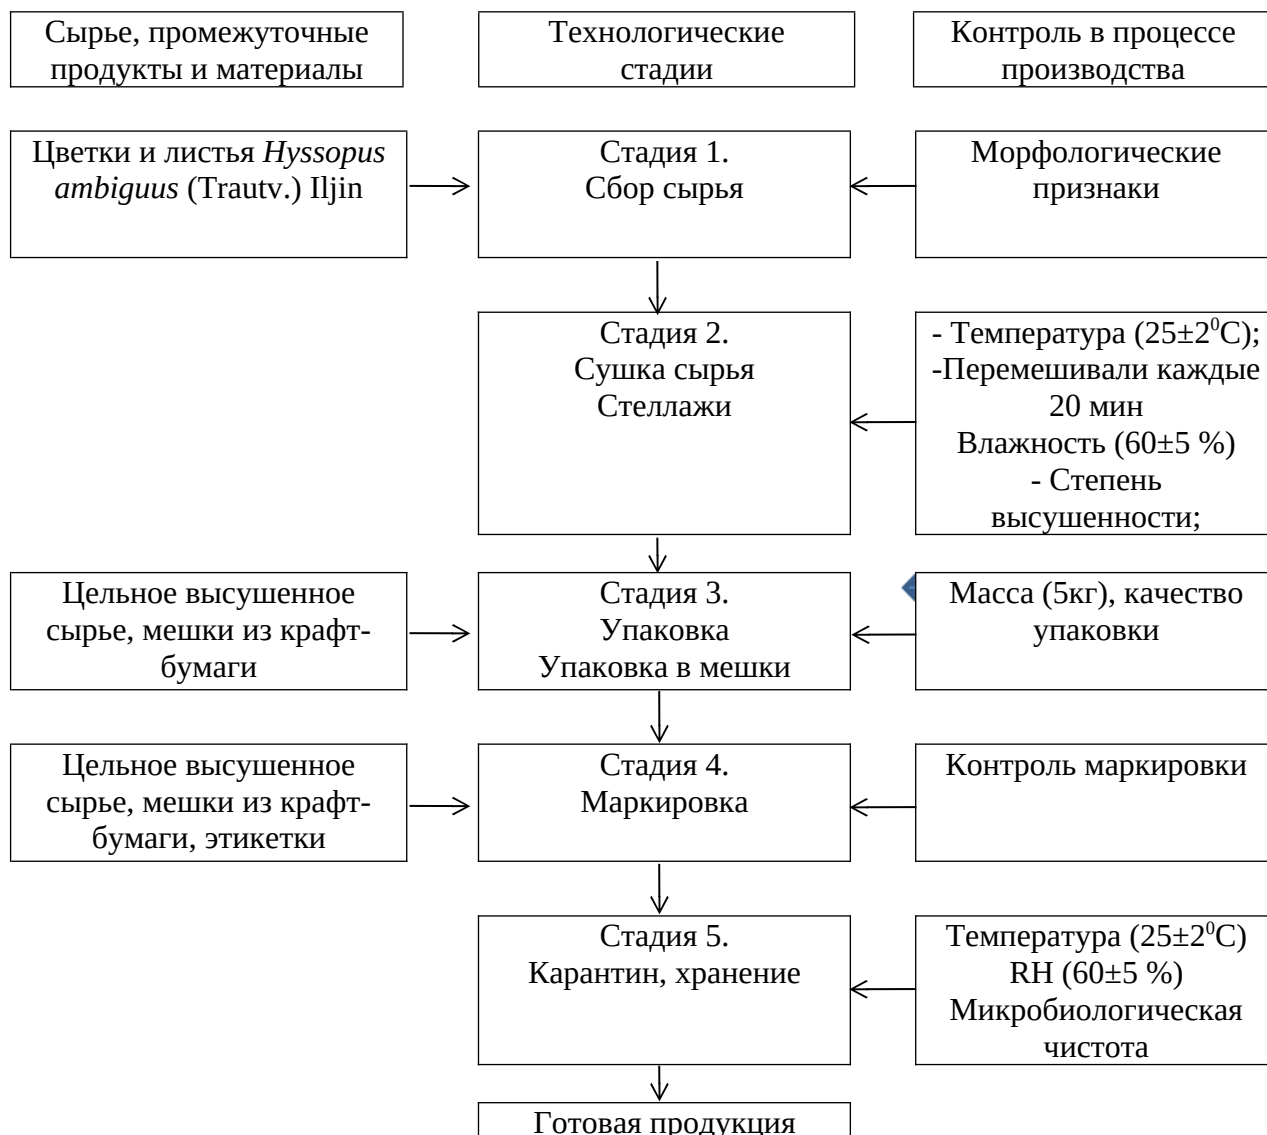 Сырье, промежуточные
продукты и материалы
Технологические
стадии
Контроль в процессе
производства
Цветки и листья Hyssopus
ambiguus (Trautv.) Iljin
Стадия 1.
Сбор сырья
Морфологические
признаки
Стадия 2.
Сушка сырья
Стеллажи
- Температура (25±2⁰С);
-Перемешивали каждые
20 мин
Влажность (60±5 %)
- Степень
высушенности;
Цельное высушенное
сырье, мешки из крафт-
бумаги
Стадия 3.
Упаковка
Упаковка в мешки
Масса (5кг), качество
упаковки
Цельное высушенное
сырье, мешки из крафт-
бумаги, этикетки
Стадия 4.
Маркировка
Контроль маркировки
Стадия 5.
Карантин, хранение
Температура (25±2⁰С)
RH (60±5 %)
Микробиологическая
чистота
Готовая продукция